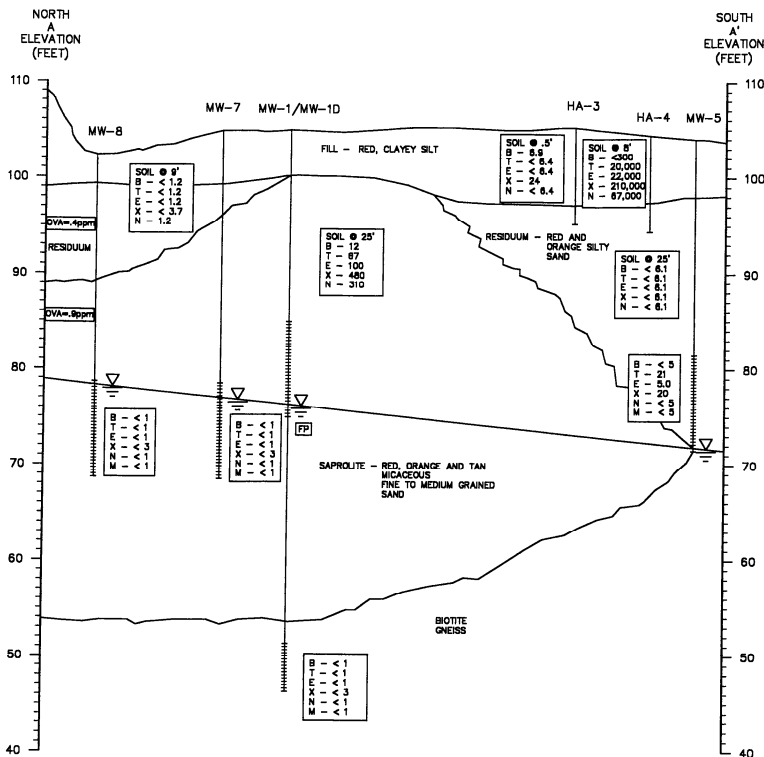 NORTH
A
ELEVATION
(FEET)
SOUTH
A'
ELEVATION
(FEET)
110
110
MW-8
MW-7
MW-1/MW-1D
HA-3
HA-4
MW-5
FILL - RED, CLAYEY SILT
SOIL @ 9'
B - < 1.2
T - < 1.2
E - < 1.2
X - < 3.7
N - 1.2
SOIL @ .5'
B - 6.9
T - < 6.4
E - < 6.4
X - 24
N - < 6.4
SOIL @ 8'
B - <300
T - 20,000
E - 22,000
X - 210,000
N - 67,000
100
100
OVA=.4ppm
RESIDUUM
RESIDUUM - RED AND
ORANGE SILTY
SAND
SOIL @ 25'
B - 12
T - 67
E - 100
X - 480
N - 310
SOIL @ 25'
B - < 6.1
T - < 6.1
E - < 6.1
X - < 6.1
N - < 6.1
90
90
OVA=.9ppm
80
80
B - < 5
T - 21
E - 5.0
X - 20
N - < 5
M - < 5
B - < 1
T - < 1
E - < 1
X - < 3
N - < 1
M - < 1
B - < 1
T - < 1
E - < 1
X - < 3
N - < 1
M - < 1
FP
70
70
SAPROLITE - RED, ORANGE AND TAN
MICACEOUS
FINE TO MEDIUM GRAINED
SAND
60
60
BIOTITE
GNEISS
50
50
B - < 1
T - < 1
E - < 1
X - < 3
N - < 1
M - < 1
40
40